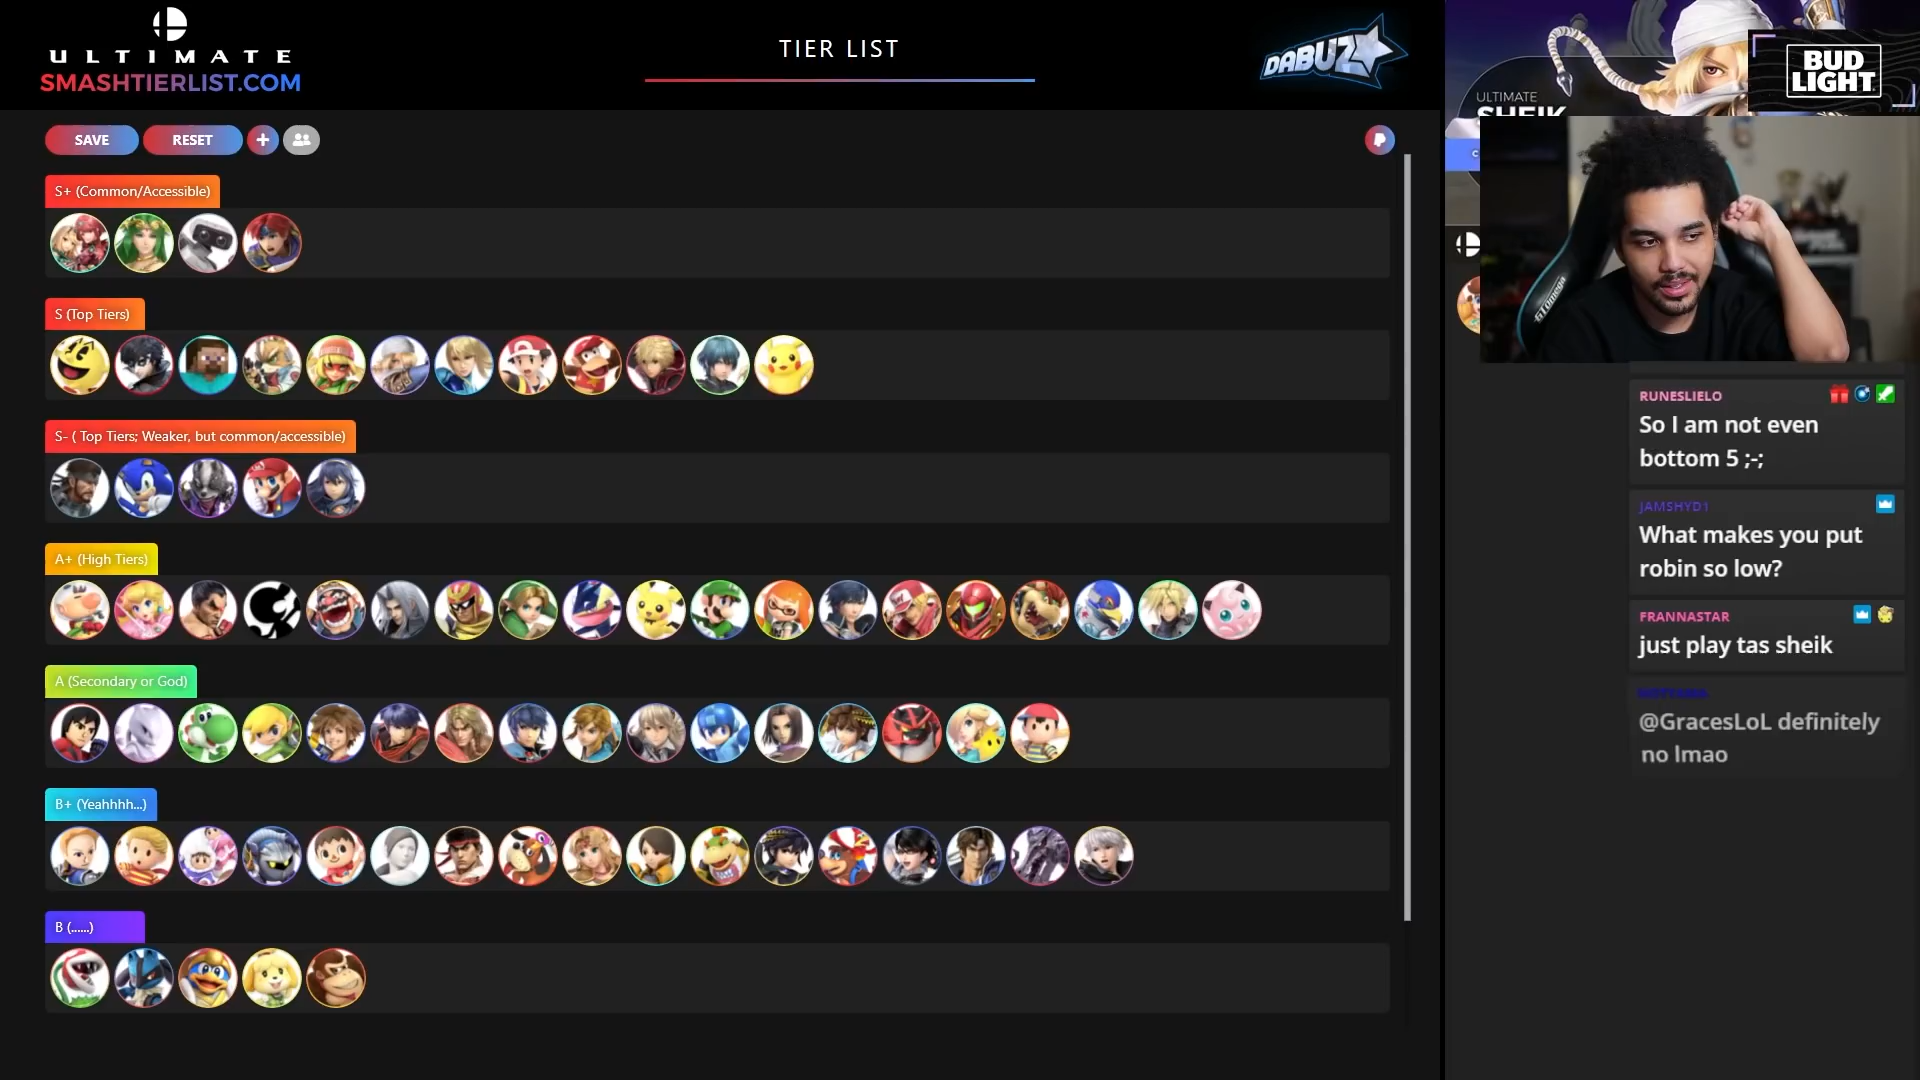 ULTIMATE
SMASHTIERLIST.COM
TIER LIST
DABUZ
SAVE
RESET
+
S+ (Common/Accessible)
S (Top Tiers)
S- ( Top Tiers; Weaker, but common/accessible)
A+ (High Tiers)
A (Secondary or God)
B+ (Yeahhhh...)
B (......)
BUD
LIGHT
ULTIMATE
SHEIK
GTOmega
RUNESLIELO
So I am not even
bottom 5 ;-;
JAMSHYD1
What makes you put
robin so low?
FRANNASTAR
just play tas sheik
@GracesLoL definitely
no lmao